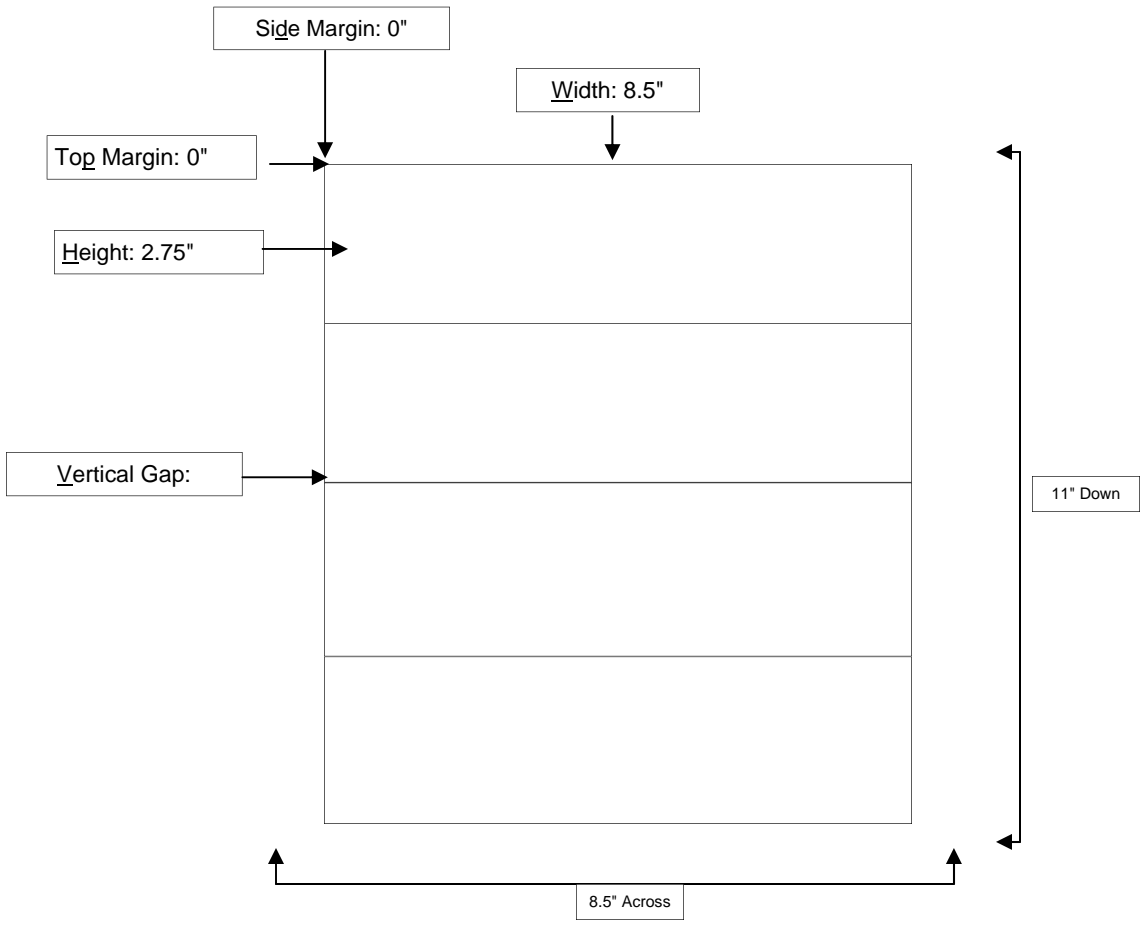 Side Margin: 0"
Width: 8.5"
Top Margin: 0"
Height: 2.75"
Vertical Gap:
11" Down
8.5" Across